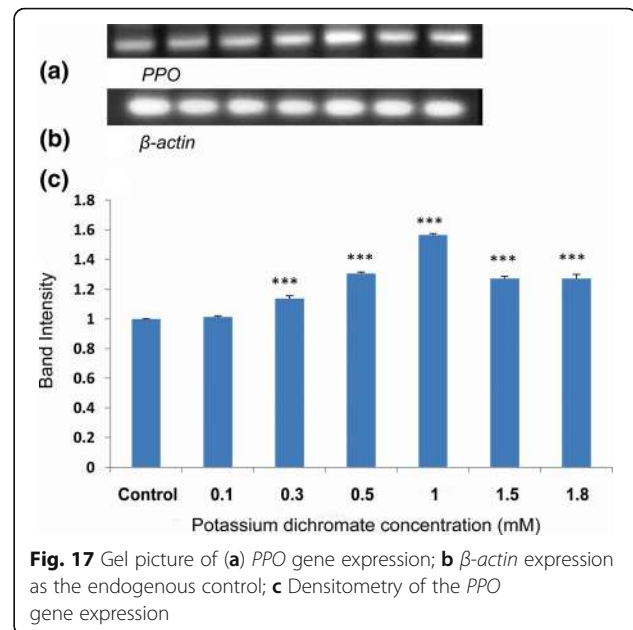 (a)
PPO
(b)
β-actin
(c)
1.8
1.6
1.4
1.2
1
0.8
0.6
0.4
0.2
0
Band Intensity
***
***
***
***
***
Control 0.1 0.3 0.5 1 1.5 1.8
Potassium dichromate concentration (mM)
Fig. 17 Gel picture of (a) PPO gene expression; b β-actin expression
as the endogenous control; c Densitometry of the PPO
gene expression